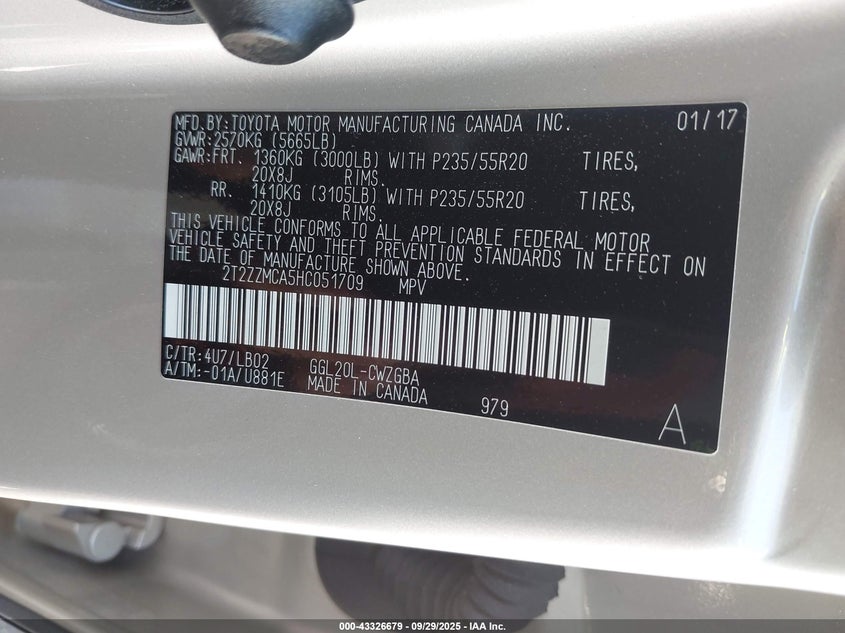 MFD.BY:TOYOTA MOTOR MANUFACTURING CANADA INC. 01/17
GVWR:2570KG (5665LB)
GAWR:FRT. 1360KG (3000LB) WITH P235/55R20 TIRES,
20X8J RIMS.
RR. 1410KG (3105LB) WITH P235/55R20 TIRES,
20X8J RIMS.
THIS VEHICLE CONFORMS TO ALL APPLICABLE FEDERAL MOTOR
VEHICLE SAFETY AND THEFT PREVENTION STANDARDS IN EFFECT ON
THE DATE OF MANUFACTURE SHOWN ABOVE.
2T2ZZMCA5HC051709 MPV
C/TR:4U7/LB02 GGL20L-CWZGBA
A/TM:-01A/U881E MADE IN CANADA 979
A
000-43326679 / 09/29/2025 - IAA Inc.